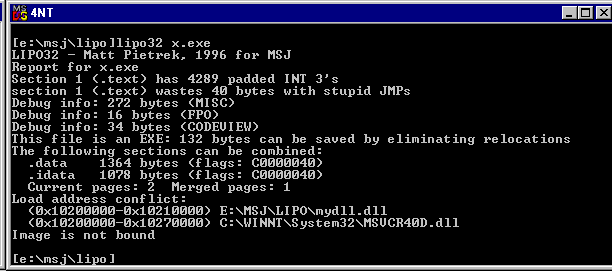 4NT
[e:\msj\lipo]lipo32 x.exe
LIPO32 - Matt Pietrek, 1996 for MSJ
Report for x.exe
Section 1 (.text) has 4289 padded INT 3's
section 1 (.text) wastes 40 bytes with stupid JMPs
Debug info: 272 bytes (MISC)
Debug info: 16 bytes (FPO)
Debug info: 34 bytes (CODEVIEW)
This file is an EXE: 132 bytes can be saved by eliminating relocations
The following sections can be combined:
  .data    1364 bytes (flags: C0000040)
  .idata   1078 bytes (flags: C0000040)
  Current pages: 2  Merged pages: 1
Load address conflict:
  (0x10200000-0x10210000) E:\MSJ\LIPO\mydll.dll
  (0x10200000-0x10270000) C:\WINNT\System32\MSVCR40D.dll
Image is not bound
[e:\msj\lipo]